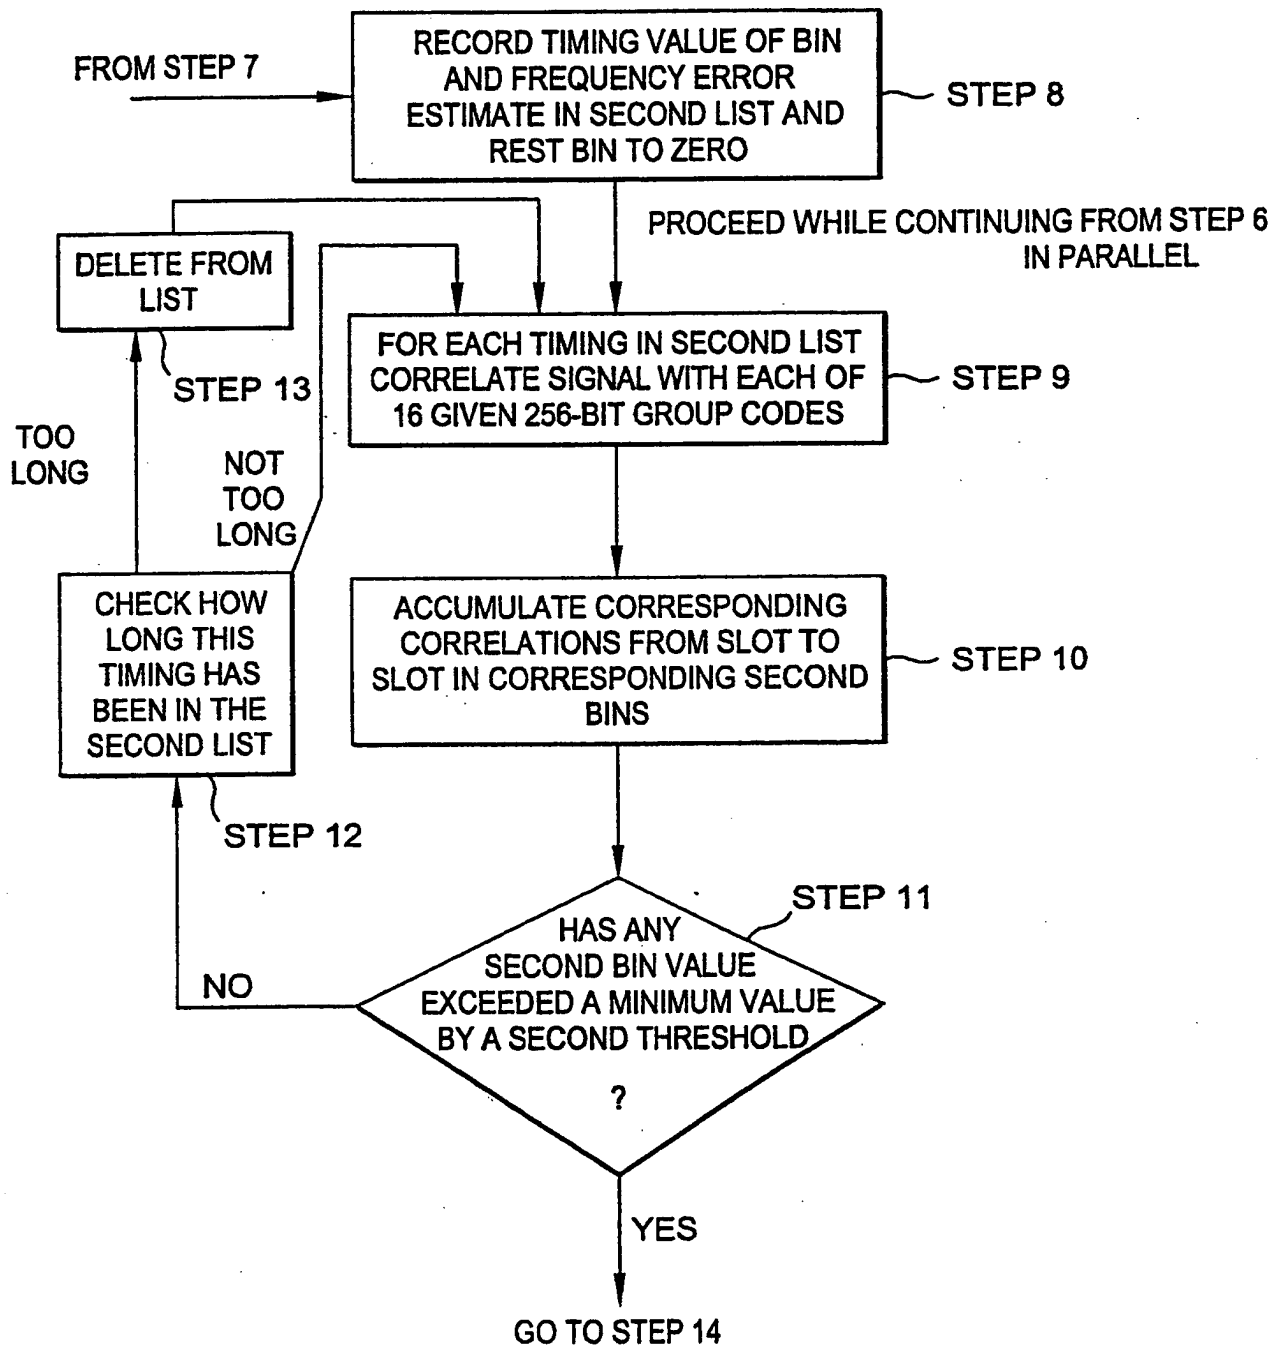 FROM STEP 7
RECORD TIMING VALUE OF BIN
AND FREQUENCY ERROR
ESTIMATE IN SECOND LIST AND
REST BIN TO ZERO
STEP 8
PROCEED WHILE CONTINUING FROM STEP 6
IN PARALLEL
DELETE FROM
LIST
STEP 13
FOR EACH TIMING IN SECOND LIST
CORRELATE SIGNAL WITH EACH OF
16 GIVEN 256-BIT GROUP CODES
STEP 9
TOO
LONG
NOT
TOO
LONG
CHECK HOW
LONG THIS
TIMING HAS
BEEN IN THE
SECOND LIST
STEP 12
ACCUMULATE CORRESPONDING
CORRELATIONS FROM SLOT TO
SLOT IN CORRESPONDING SECOND
BINS
STEP 10
STEP 11
HAS ANY
SECOND BIN VALUE
EXCEEDED A MINIMUM VALUE
BY A SECOND THRESHOLD
?
NO
YES
GO TO STEP 14